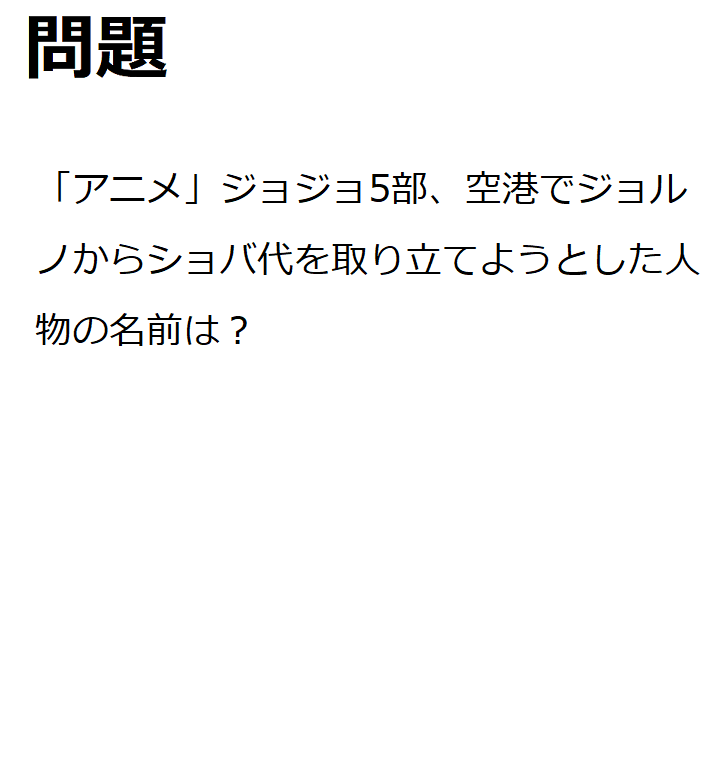 問題
「アニメ」ジョジョ5部、空港でジョル
ノからショバ代を取り立てようとした人
物の名前は？